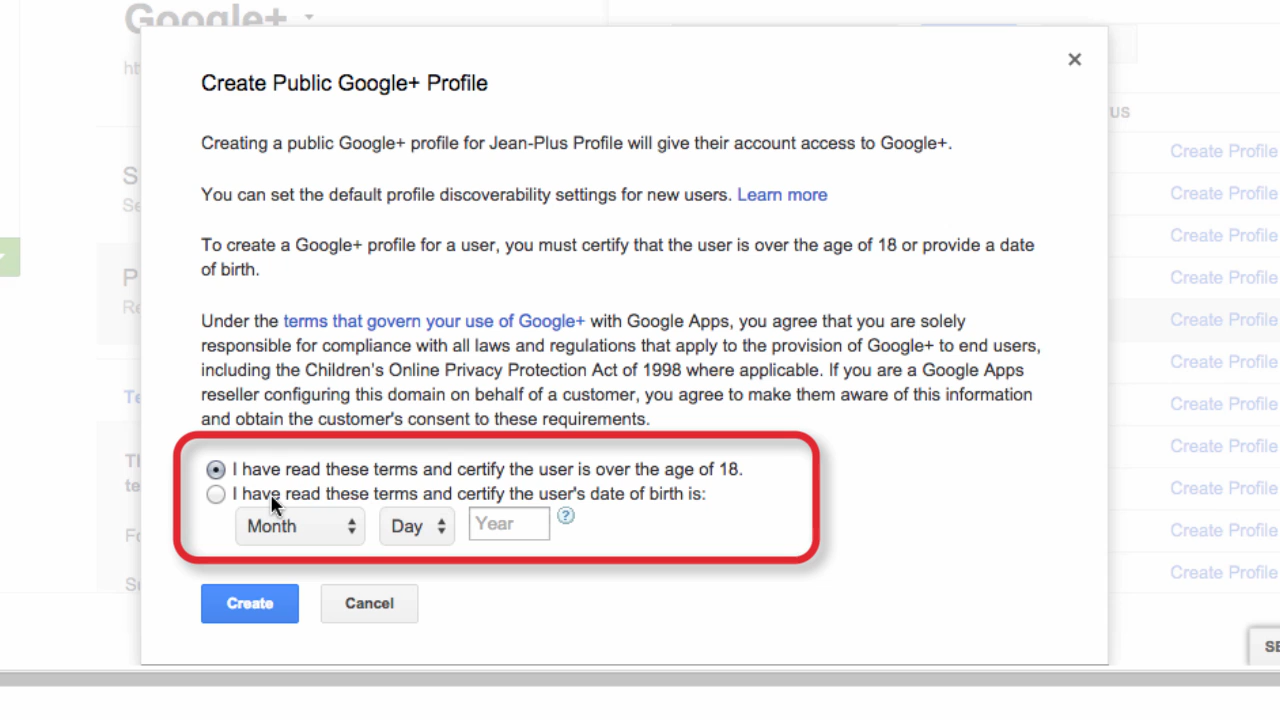 Google+
ht
US
Create Public Google+ Profile
Creating a public Google+ profile for Jean-Plus Profile will give their account access to Google+.
You can set the default profile discoverability settings for new users. Learn more
To create a Google+ profile for a user, you must certify that the user is over the age of 18 or provide a date
of birth.
Under the terms that govern your use of Google+ with Google Apps, you agree that you are solely
responsible for compliance with all laws and regulations that apply to the provision of Google+ to end users,
including the Children's Online Privacy Protection Act of 1998 where applicable. If you are a Google Apps
reseller configuring this domain on behalf of a customer, you agree to make them aware of this information
and obtain the customer's consent to these requirements.
I have read these terms and certify the user is over the age of 18.
I have read these terms and certify the user's date of birth is:
Month Day Year ?
Create Cancel
S
Se
P
Re
Te
Tl
te
Fo
Su
Create Profile
Create Profile
Create Profile
Create Profile
Create Profile
Create Profile
Create Profile
Create Profile
Create Profile
Create Profile
Create Profile
SE